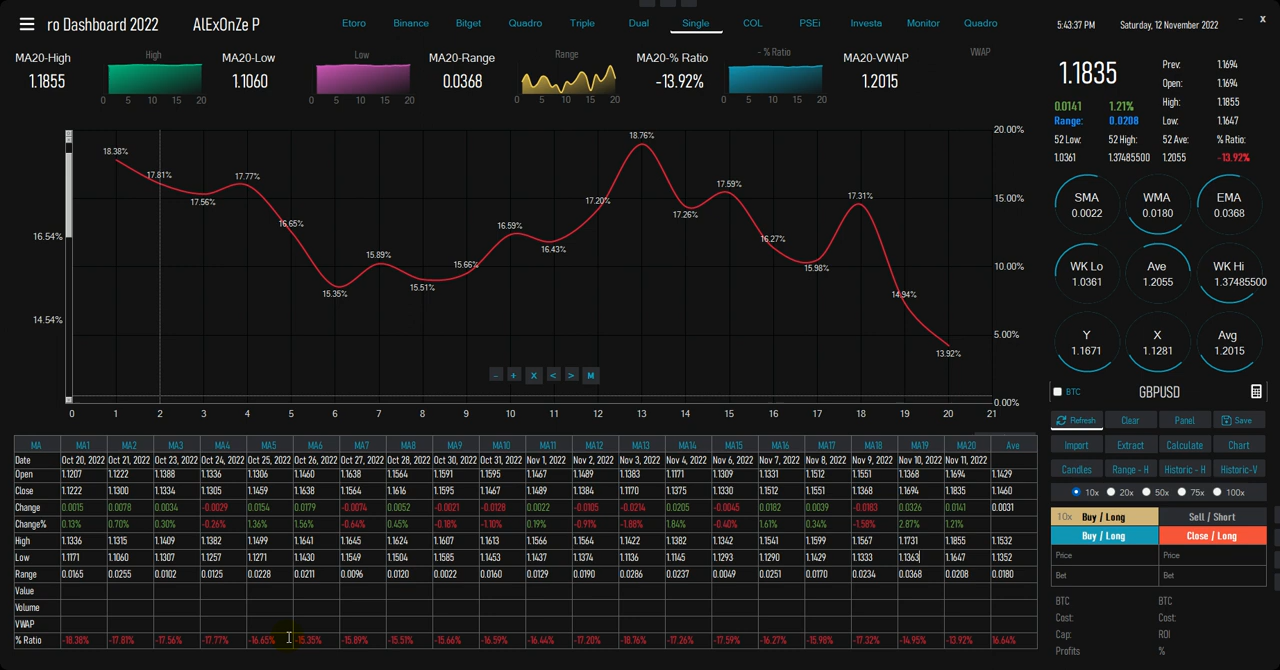 ro Dashboard 2022 AlExOnZe P Etoro Binance Bitget Quadro Triple Dual Single COL PSEi Investa Monitor Quadro 5:43:37 PM Saturday, 12 November 2022 – X
MA20-High High MA20-Low Low MA20-Range Range MA20-% Ratio - % Ratio MA20-VWAP VWAP
1.1855 1.1060 0.0368 -13.92% 1.2015
0 5 10 15 20 0 5 10 15 20 0 5 10 15 20 0 5 10 15 20
1.1835 Prev: 1.1694
Open: 1.1694
0.0141 1.21% High: 1.1855
Range: 0.0208 Low: 1.1647
52 Low: 52 High: 52 Ave: % Ratio:
1.0361 1.37485500 1.2055 -13.92%
SMA WMA EMA
0.0022 0.0180 0.0368
WK Lo Ave WK Hi
1.0361 1.2055 1.37485500
Y X Avg
1.1671 1.1281 1.2015
20.00%
15.00%
10.00%
5.00%
0.00%
16.54%
14.54%
18.38% 17.81% 17.56% 17.77% 16.65% 15.35% 15.89% 15.51% 15.66% 16.59% 16.43% 17.20% 18.76% 17.26% 17.59% 16.27% 15.98% 17.31% 14.94% 13.92%
– + X < > M
0 1 2 3 4 5 6 7 8 9 10 11 12 13 14 15 16 17 18 19 20 21
BTC GBPUSD
Refresh Clear Panel Save
Import Extract Calculate Chart
Candles Range - H Historic - H Historic-V
10x 20x 50x 75x 100x
10x Buy / Long Sell / Short
Buy / Long Close / Long
Price Price
Bet Bet
BTC BTC
Cost: Cost:
Cap: ROI
Profits %
MA MA1 MA2 MA3 MA4 MA5 MA6 MA7 MA8 MA9 MA10 MA11 MA12 MA13 MA14 MA15 MA16 MA17 MA18 MA19 MA20 Ave
Date Oct 20, 2022 Oct 21, 2022 Oct 23, 2022 Oct 24, 2022 Oct 25, 2022 Oct 26, 2022 Oct 27, 2022 Oct 28, 2022 Oct 30, 2022 Oct 31, 2022 Nov 1, 2022 Nov 2, 2022 Nov 3, 2022 Nov 4, 2022 Nov 6, 2022 Nov 7, 2022 Nov 8, 2022 Nov 9, 2022 Nov 10, 2022 Nov 11, 2022
Open 1.1207 1.1222 1.1388 1.1336 1.1306 1.1460 1.1638 1.1564 1.1591 1.1595 1.1467 1.1489 1.1383 1.1171 1.1309 1.1331 1.1512 1.1551 1.1368 1.1694 1.1429
Close 1.1222 1.1300 1.1334 1.1305 1.1459 1.1638 1.1564 1.1616 1.1595 1.1467 1.1489 1.1384 1.1170 1.1375 1.1330 1.1512 1.1551 1.1368 1.1694 1.1835 1.1460
Change 0.0015 0.0078 0.0034 -0.0029 0.0154 0.0179 -0.0074 0.0052 -0.0021 -0.0128 0.0022 -0.0105 -0.0214 0.0205 -0.0045 0.0182 0.0039 -0.0183 0.0326 0.0141 0.0031
Change% 0.13% 0.70% 0.30% -0.26% 1.36% 1.56% -0.64% 0.45% -0.18% -1.10% 0.19% -0.91% -1.88% 1.84% -0.40% 1.61% 0.34% -1.58% 2.87% 1.21%
High 1.1336 1.1315 1.1409 1.1382 1.1499 1.1641 1.1645 1.1624 1.1607 1.1613 1.1566 1.1564 1.1422 1.1382 1.1342 1.1541 1.1599 1.1567 1.1731 1.1855 1.1532
Low 1.1171 1.1060 1.1307 1.1257 1.1271 1.1430 1.1549 1.1504 1.1585 1.1453 1.1437 1.1374 1.1136 1.1145 1.1293 1.1290 1.1429 1.1333 1.1363 1.1647 1.1352
Range 0.0165 0.0255 0.0102 0.0125 0.0228 0.0211 0.0096 0.0120 0.0022 0.0160 0.0129 0.0190 0.0286 0.0237 0.0049 0.0251 0.0170 0.0234 0.0368 0.0208 0.0180
Value
Volume
VWAP
% Ratio -18.38% -17.81% -17.56% -17.77% -16.65% -15.35% -15.89% -15.51% -15.66% -16.59% -16.44% -17.20% -18.76% -17.26% -17.59% -16.27% -15.98% -17.32% -14.95% -13.92% 16.64%